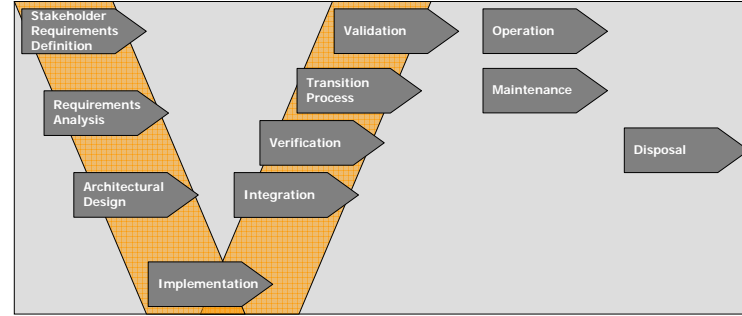 Stakeholder
Requirements
Definition
Requirements
Analysis
Architectural
Design
Implementation
Integration
Verification
Transition
Process
Validation
Operation
Maintenance
Disposal